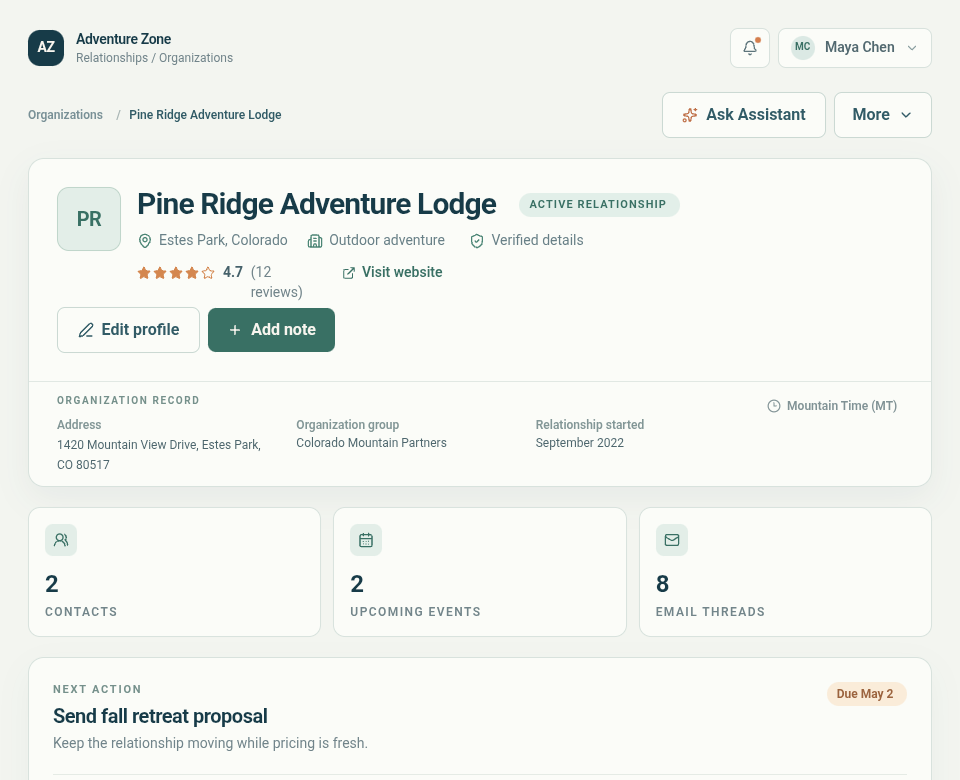 AZ
Adventure Zone
Relationships / Organizations
MC
Maya Chen
Organizations / Pine Ridge Adventure Lodge
Ask Assistant
More
PR
Pine Ridge Adventure Lodge
ACTIVE RELATIONSHIP
Estes Park, Colorado
Outdoor adventure
Verified details
4.7 (12
reviews)
Visit website
Edit profile
Add note
ORGANIZATION RECORD
Mountain Time (MT)
Address
1420 Mountain View Drive, Estes Park,
CO 80517
Organization group
Colorado Mountain Partners
Relationship started
September 2022
2
CONTACTS
2
UPCOMING EVENTS
8
EMAIL THREADS
NEXT ACTION
Due May 2
Send fall retreat proposal
Keep the relationship moving while pricing is fresh.